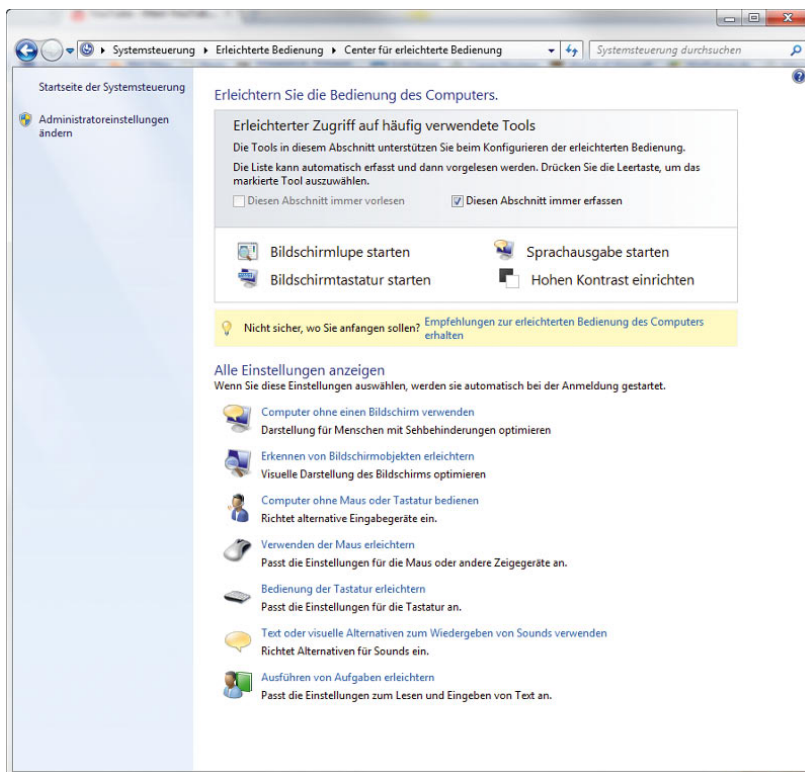 Systemsteuerung ▸ Erleichterte Bedienung ▸ Center für erleichterte Bedienung
Systemsteuerung durchsuchen
Startseite der Systemsteuerung
Administratoreinstellungen
ändern
Erleichtern Sie die Bedienung des Computers.
Erleichterter Zugriff auf häufig verwendete Tools
Die Tools in diesem Abschnitt unterstützen Sie beim Konfigurieren der erleichterten Bedienung.
Die Liste kann automatisch erfasst und dann vorgelesen werden. Drücken Sie die Leertaste, um das
markierte Tool auszuwählen.
Diesen Abschnitt immer vorlesen
Diesen Abschnitt immer erfassen
Bildschirmlupe starten
Sprachausgabe starten
Bildschirmtastatur starten
Hohen Kontrast einrichten
Nicht sicher, wo Sie anfangen sollen? Empfehlungen zur erleichterten Bedienung des Computers
erhalten
Alle Einstellungen anzeigen
Wenn Sie diese Einstellungen auswählen, werden sie automatisch bei der Anmeldung gestartet.
Computer ohne einen Bildschirm verwenden
Darstellung für Menschen mit Sehbehinderungen optimieren
Erkennen von Bildschirmobjekten erleichtern
Visuelle Darstellung des Bildschirms optimieren
Computer ohne Maus oder Tastatur bedienen
Richtet alternative Eingabegeräte ein.
Verwenden der Maus erleichtern
Passt die Einstellungen für die Maus oder andere Zeigegeräte an.
Bedienung der Tastatur erleichtern
Passt die Einstellungen für die Tastatur an.
Text oder visuelle Alternativen zum Wiedergeben von Sounds verwenden
Richtet Alternativen für Sounds ein.
Ausführen von Aufgaben erleichtern
Passt die Einstellungen zum Lesen und Eingeben von Text an.